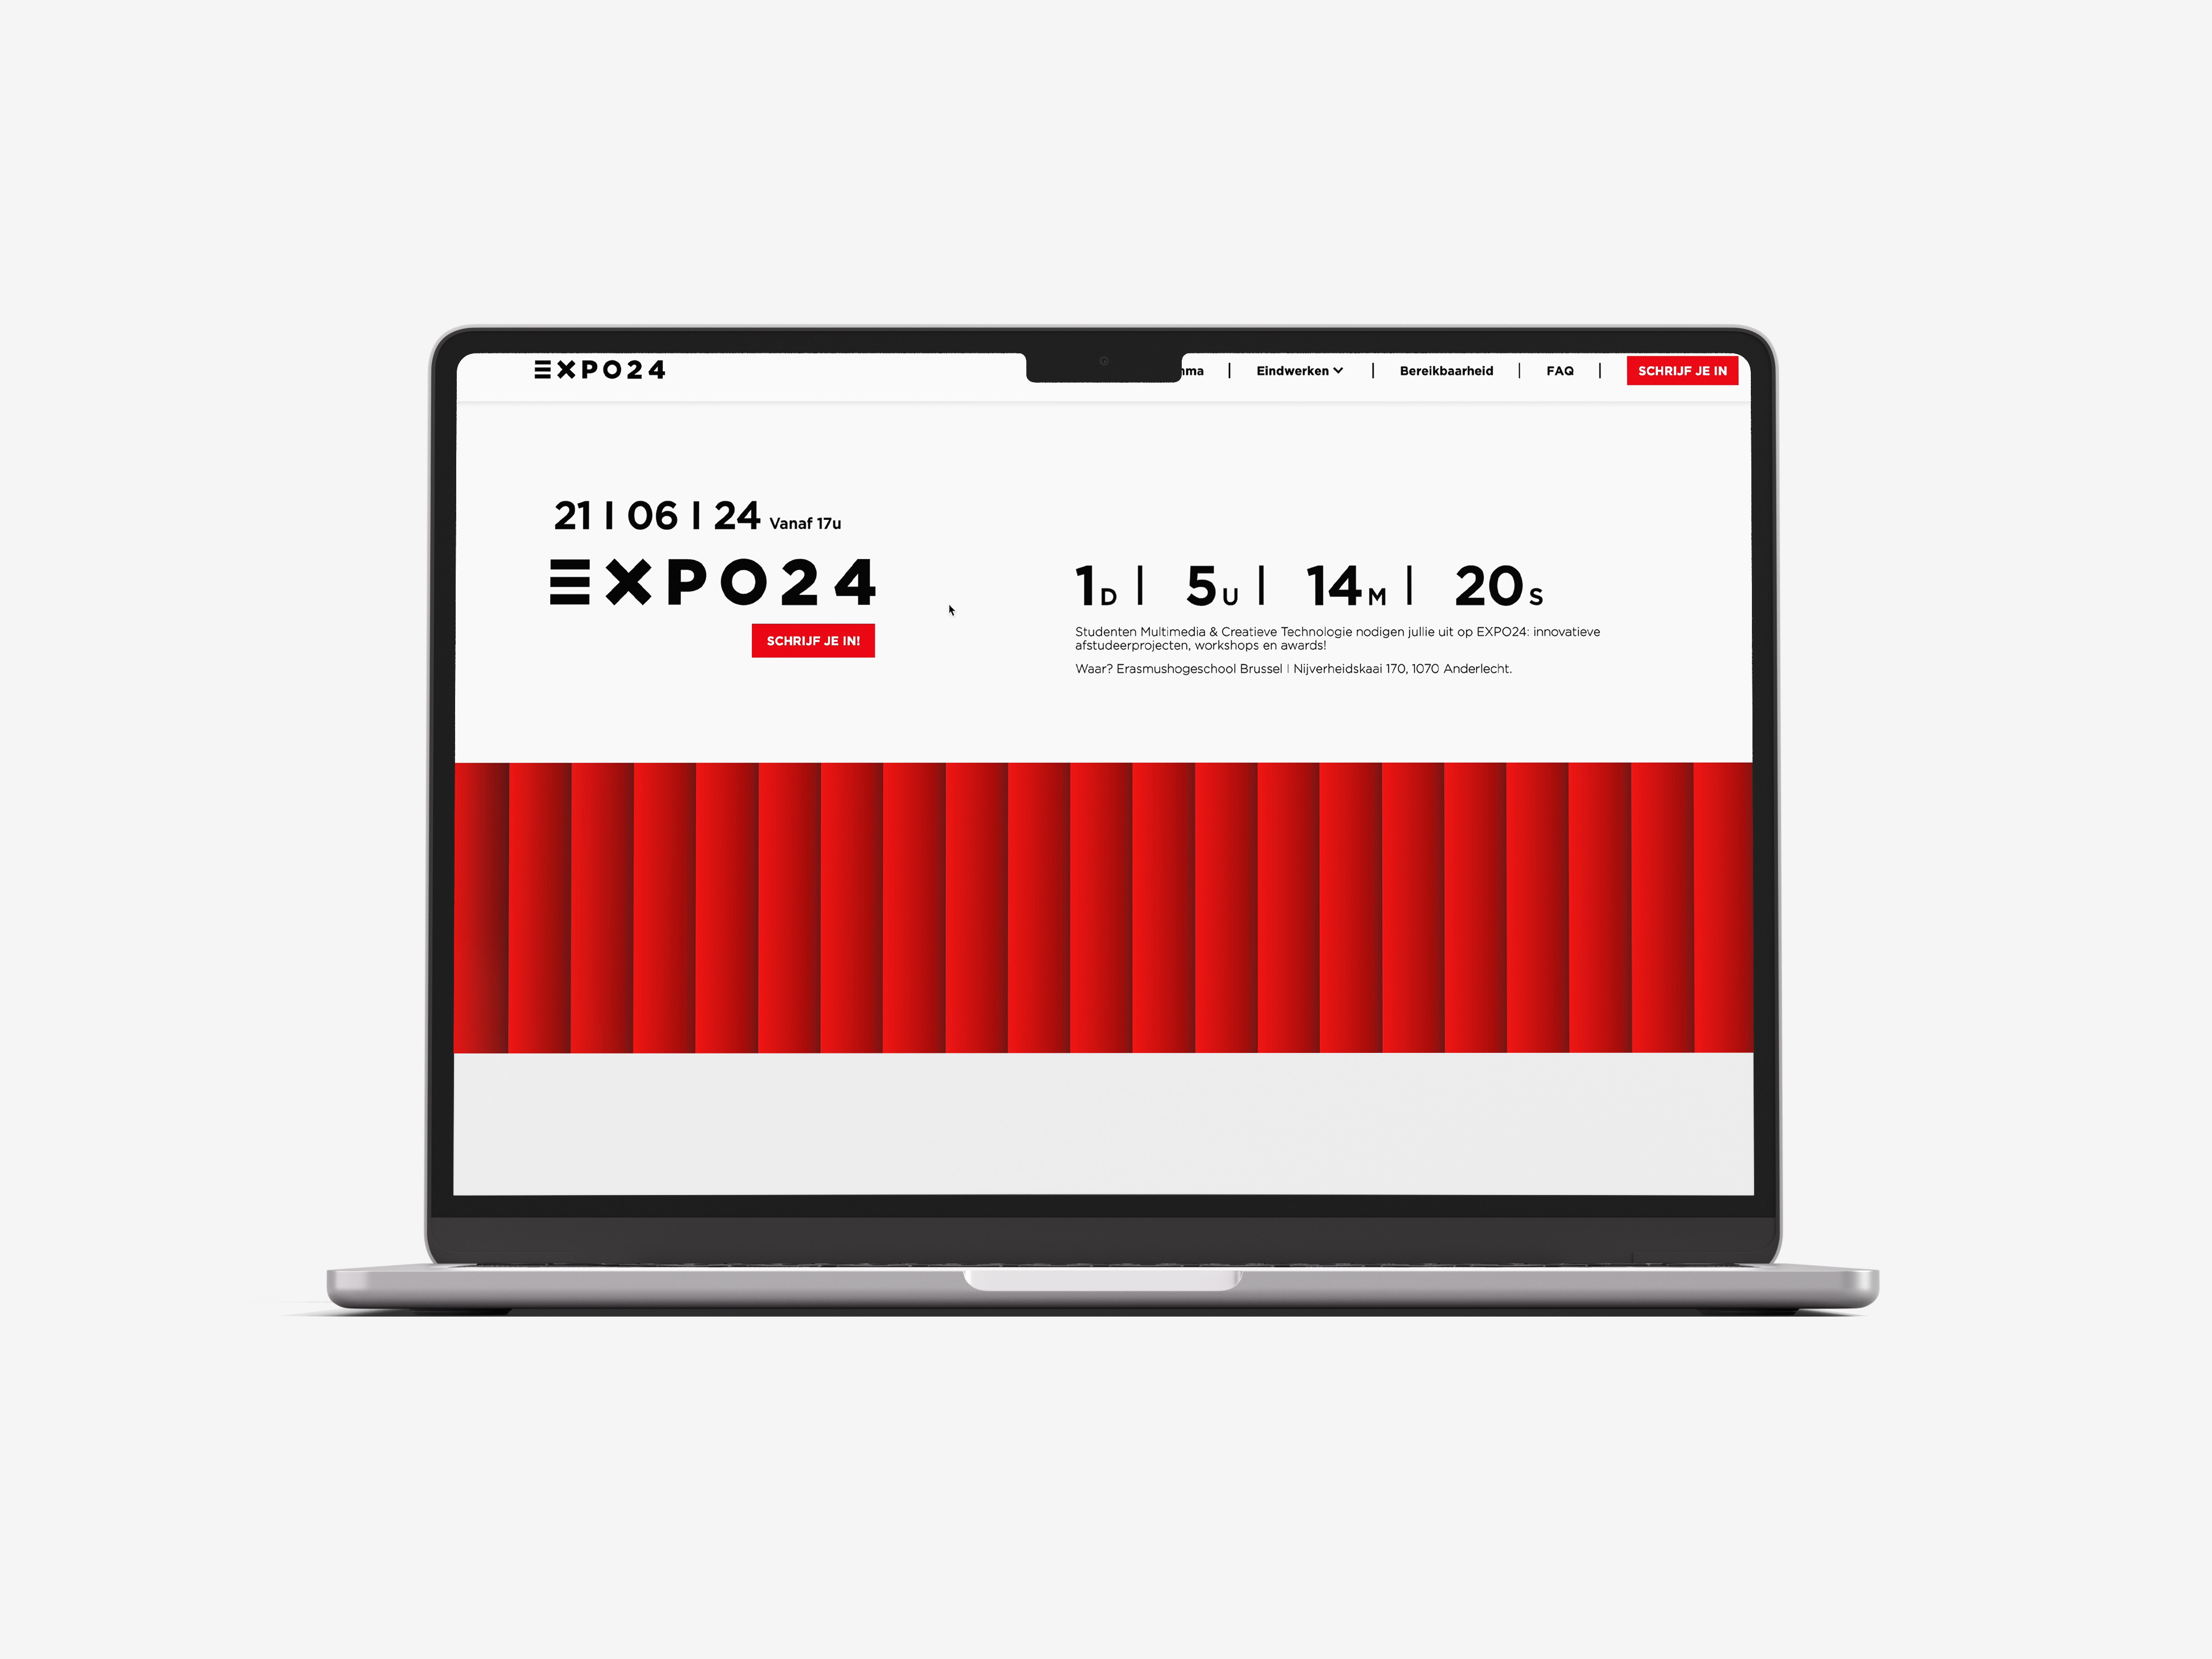 EXPO24
Eindwerken | Bereikbaarheid | FAQ | SCHRIJF JE IN
21 | 06 | 24 Vanaf 17u
EXPO24
SCHRIJF JE IN!
1D | 5U | 14M | 20S
Studenten Multimedia & Creatieve Technologie nodigen jullie uit op EXPO24: innovatieve
afstudeerprojecten, workshops en awards!
Waar? Erasmushogeschool Brussel | Nijverheidskaai 170, 1070 Anderlecht.